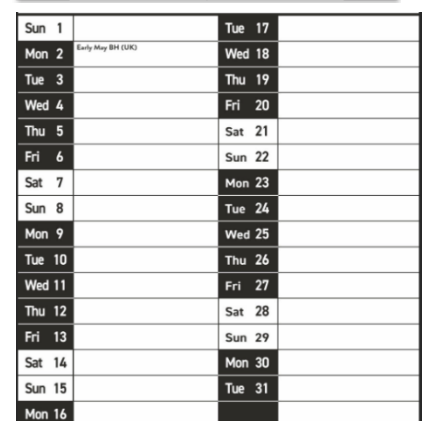 Sun 1
Mon 2 Early May BH (UK)
Tue 3
Wed 4
Thu 5
Fri 6
Sat 7
Sun 8
Mon 9
Tue 10
Wed 11
Thu 12
Fri 13
Sat 14
Sun 15
Mon 16
Tue 17
Wed 18
Thu 19
Fri 20
Sat 21
Sun 22
Mon 23
Tue 24
Wed 25
Thu 26
Fri 27
Sat 28
Sun 29
Mon 30
Tue 31